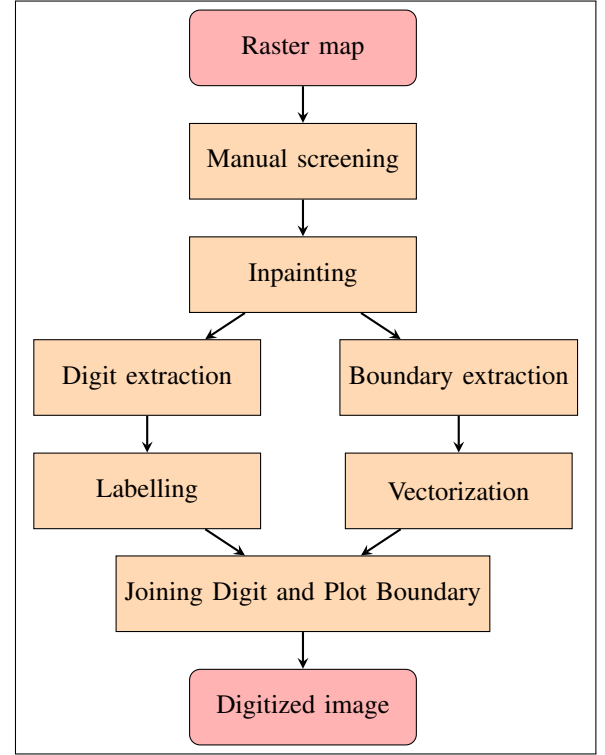 Raster map
Manual screening
Inpainting
Digit extraction
Boundary extraction
Labelling
Vectorization
Joining Digit and Plot Boundary
Digitized image